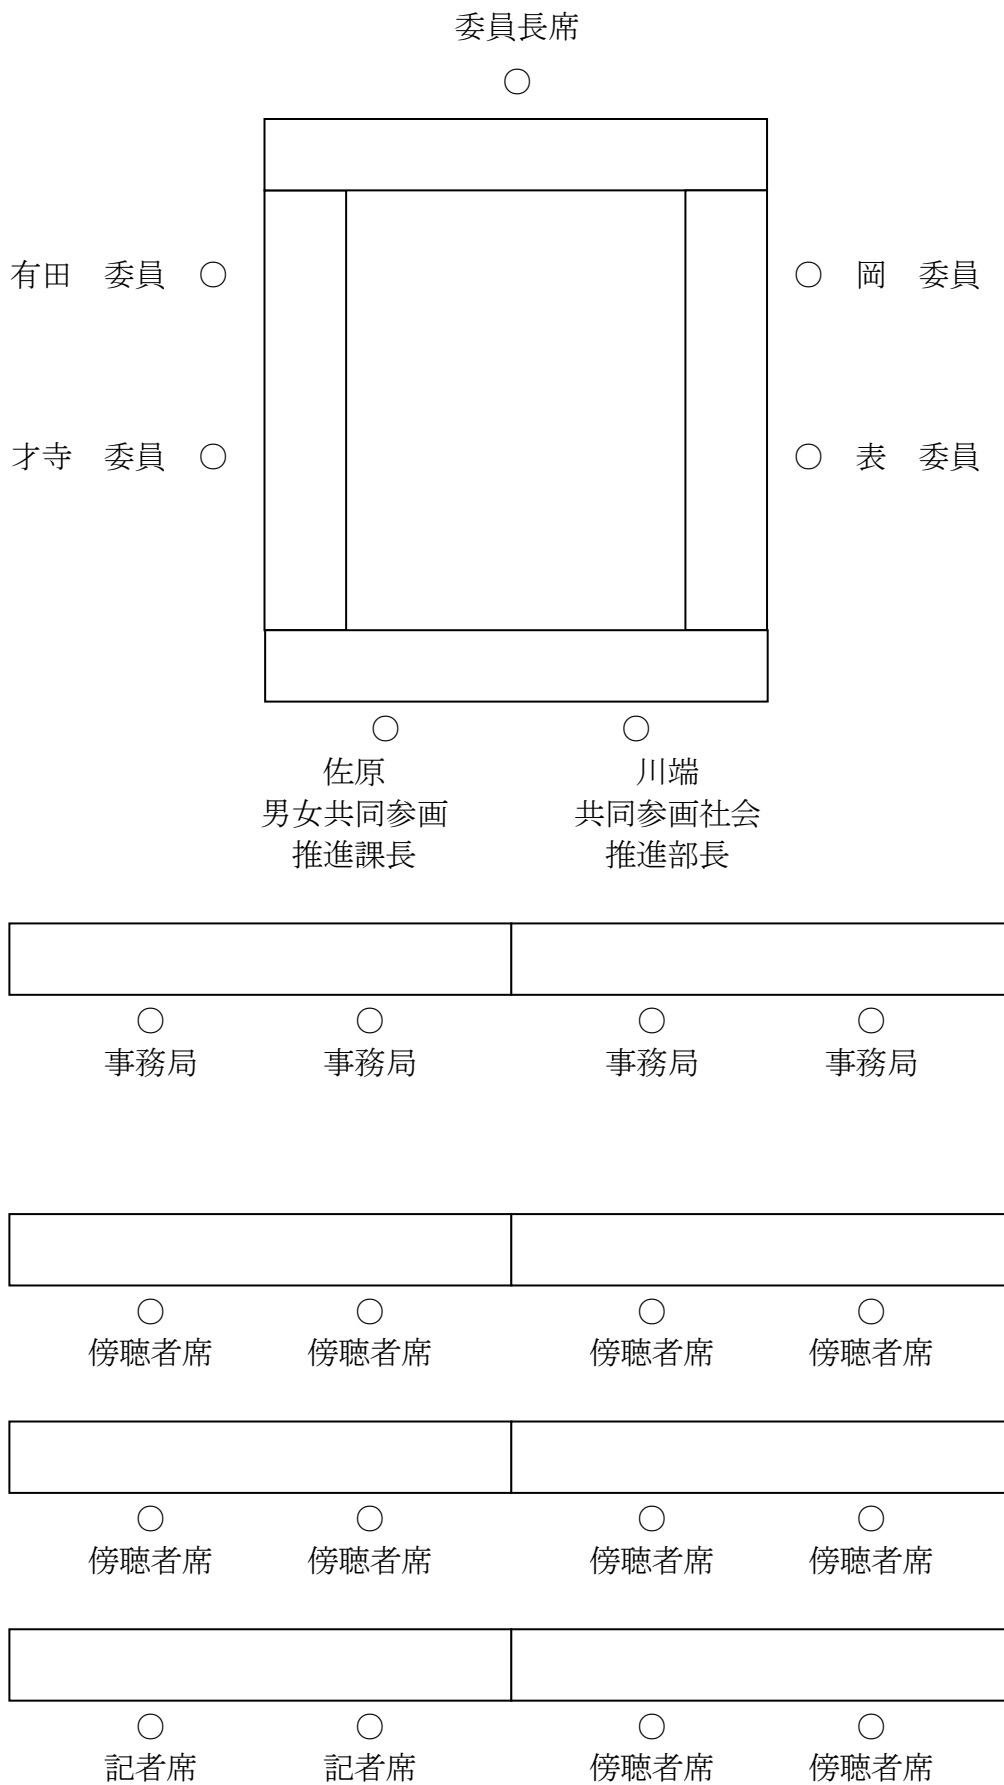 委員長席
○
有田　委員　○
○　岡　委員
才寺　委員　○
○　表　委員
○　○
佐原　川端
男女共同参画　共同参画社会
推進課長　推進部長
○　○　○　○
事務局　事務局　事務局　事務局
○　○　○　○
傍聴者席　傍聴者席　傍聴者席　傍聴者席
○　○　○　○
傍聴者席　傍聴者席　傍聴者席　傍聴者席
○　○　○　○
記者席　記者席　傍聴者席　傍聴者席